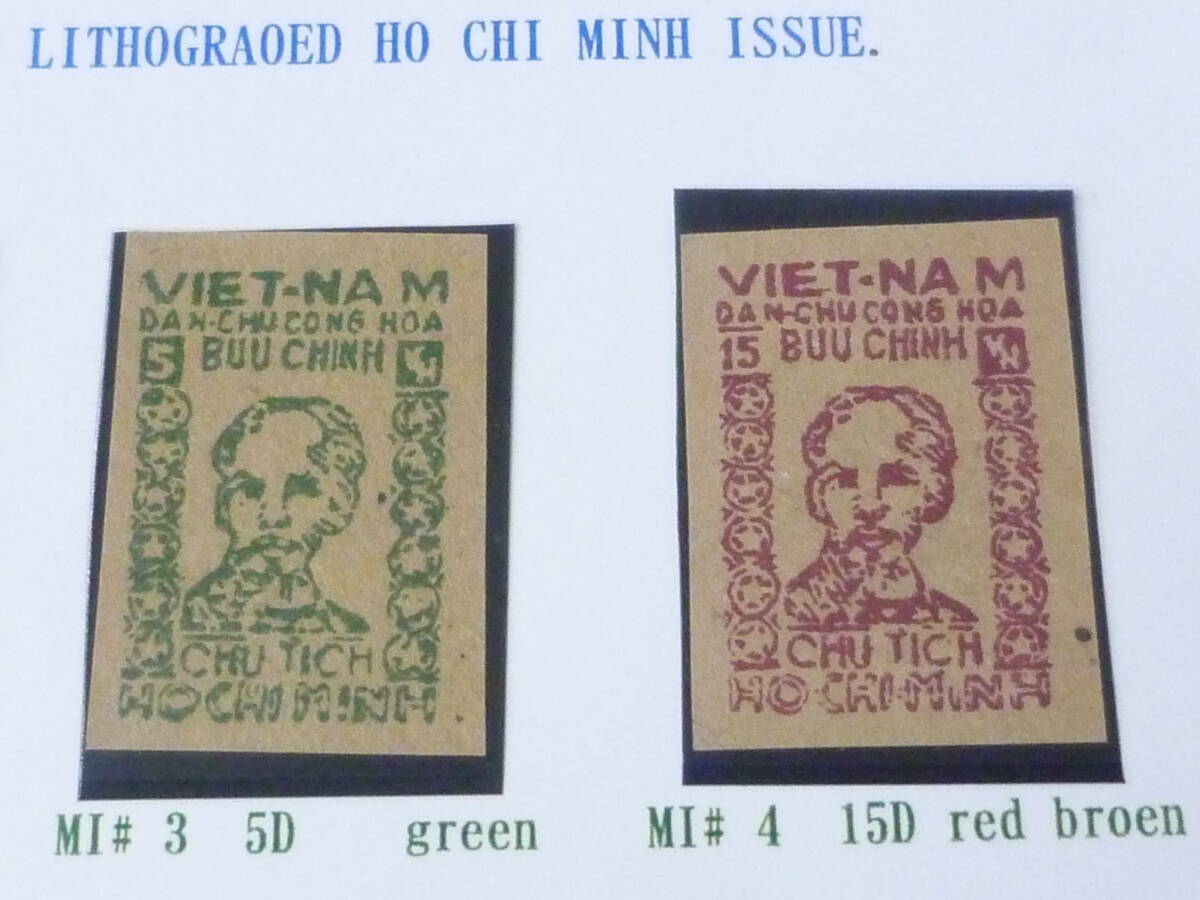 LITHOGRAOED HO CHI MINH ISSUE.
VIET-NAM
DAN-CHU CONG HOA
5 BUU CHINH
CHU TICH
HO CHI MINH
VIET-NAM
DAN-CHU CONG HOA
15 BUU CHINH
CHU TICH
HO-CHI-MINH
MI# 3 5D green
MI# 4 15D red broen